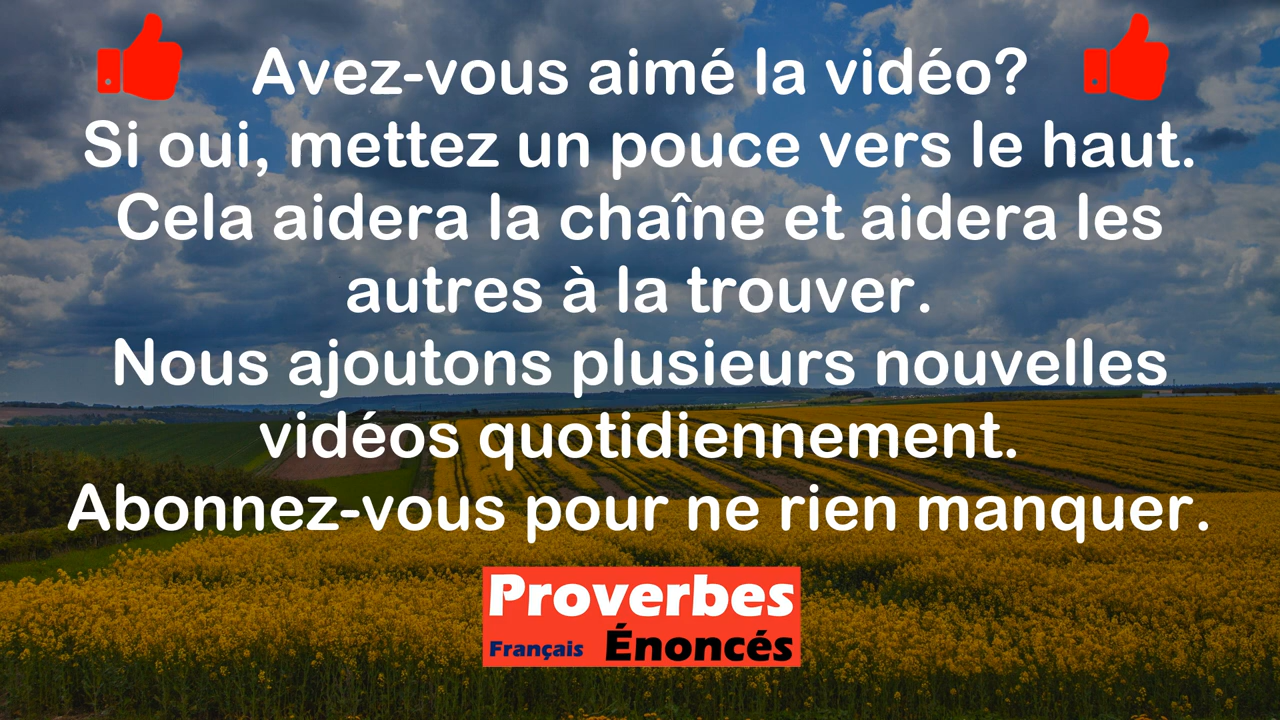 Avez-vous aimé la vidéo?
Si oui, mettez un pouce vers le haut.
Cela aidera la chaîne et aidera les
autres à la trouver.
Nous ajoutons plusieurs nouvelles
vidéos quotidiennement.
Abonnez-vous pour ne rien manquer.
Proverbes
Français Énoncés